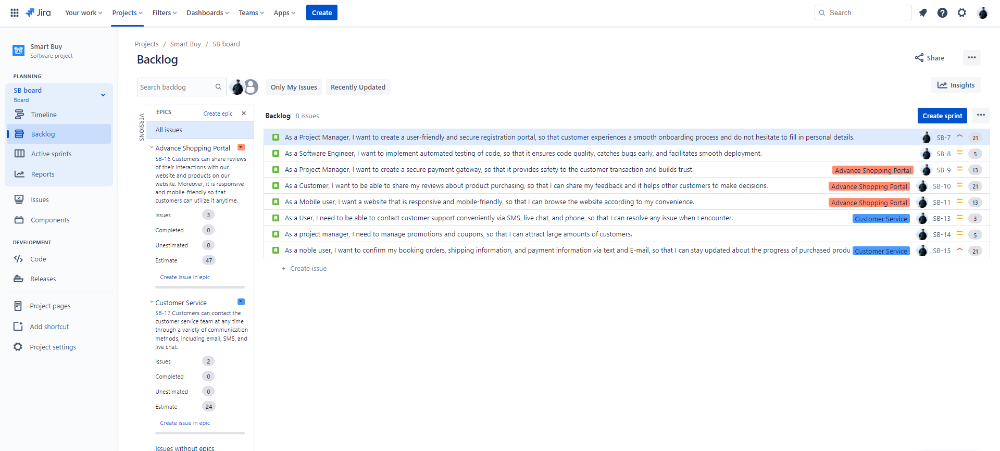 Jira
Your work
Projects
Filters
Dashboards
Teams
Apps
Create
Search
Smart Buy
Software project
PLANNING
SB board
Board
Timeline
Backlog
Active sprints
Reports
Issues
Components
DEVELOPMENT
Code
Releases
Project pages
Add shortcut
Project settings
Projects / Smart Buy / SB board
Backlog
Share
Search backlog
Only My Issues
Recently Updated
Insights
VERSIONS
EPICS
Create epic
All issues
Advance Shopping Portal
SB-16 Customers can share reviews
of their interactions with our
website and products on our
website. Moreover, it is responsive
and mobile-friendly so that
customers can utilize it anytime.
Issues 3
Completed 0
Unestimated 0
Estimate 47
Create issue in epic
Customer Service
SB-17 Customers can contact the
customer service team at any time
through a variety of communication
methods, including email, SMS, and
live chat.
Issues 2
Completed 0
Unestimated 0
Estimate 24
Create issue in epic
Issues without epics
Backlog 8 issues
Create sprint
As a Project Manager, I want to create a user-friendly and secure registration portal, so that customer experiences a smooth onboarding process and do not hesitate to fill in personal details. SB-7 21
As a Software Engineer, I want to implement automated testing of code, so that it ensures code quality, catches bugs early, and facilitates smooth deployment. SB-8 5
As a Project Manager, I want to create a secure payment gateway, so that it provides safety to the customer transaction and builds trust. Advance Shopping Portal SB-9 13
As a Customer, I want to be able to share my reviews about product purchasing, so that I can share my feedback and it helps other customers to make decisions. Advance Shopping Portal SB-10 21
As a Mobile user, I want a website that is responsive and mobile-friendly, so that I can browse the website according to my convenience. Advance Shopping Portal SB-11 13
As a User, I need to be able to contact customer support conveniently via SMS, live chat, and phone, so that I can resolve any issue when I encounter. Customer Service SB-13 3
As a project manager, I need to manage promotions and coupons, so that I can attract large amounts of customers. SB-14 5
As a noble user, I want to confirm my booking orders, shipping information, and payment information via text and E-mail, so that I can stay updated about the progress of purchased produ Customer Service SB-15 21
+ Create issue